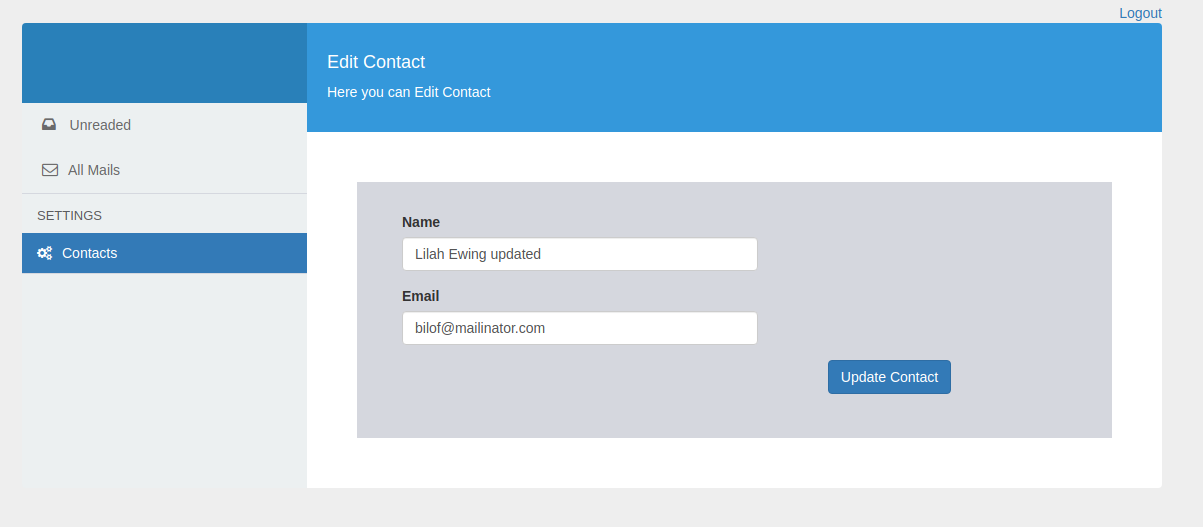 Logout
Edit Contact
Here you can Edit Contact
Unreaded
All Mails
SETTINGS
Contacts
Name
Lilah Ewing updated
Email
bilof@mailinator.com
Update Contact